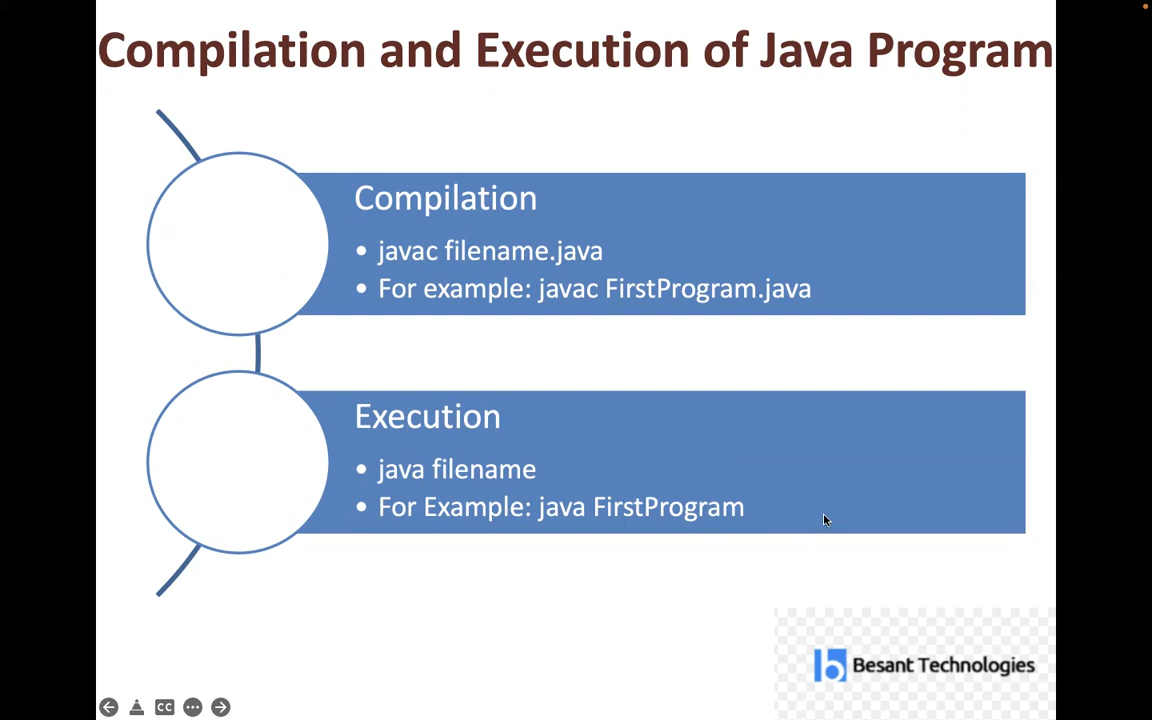 Compilation and Execution of Java Program
Compilation
• javac filename.java
• For example: javac FirstProgram.java
Execution
• java filename
• For Example: java FirstProgram
Besant Technologies
CC